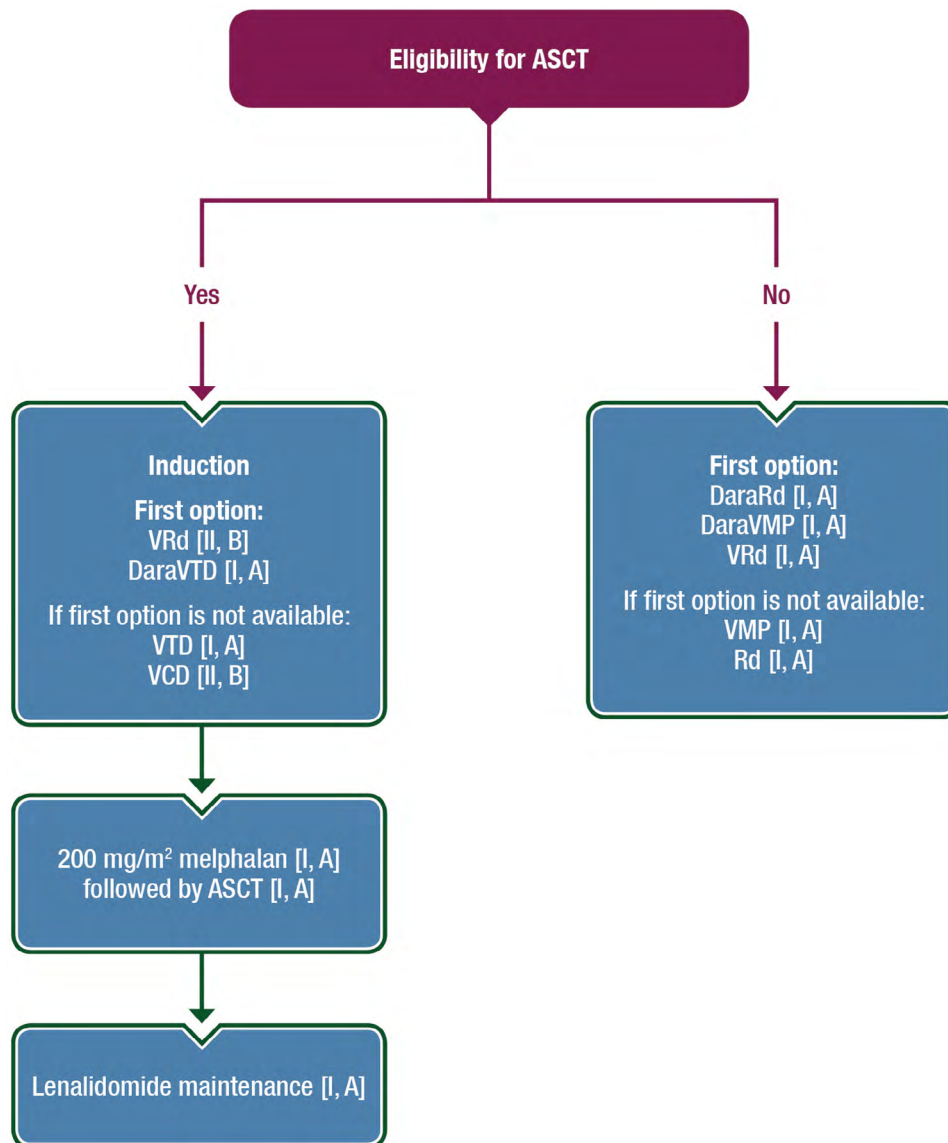 Eligibility for ASCT
Yes
No
Induction
First option:
VRd [II, B]
DaraVTD [I, A]
If first option is not available:
VTD [I, A]
VCD [II, B]
First option:
DaraRd [I, A]
DaraVMP [I, A]
VRd [I, A]
If first option is not available:
VMP [I, A]
Rd [I, A]
200 mg/m² melphalan [I, A]
followed by ASCT [I, A]
Lenalidomide maintenance [I, A]